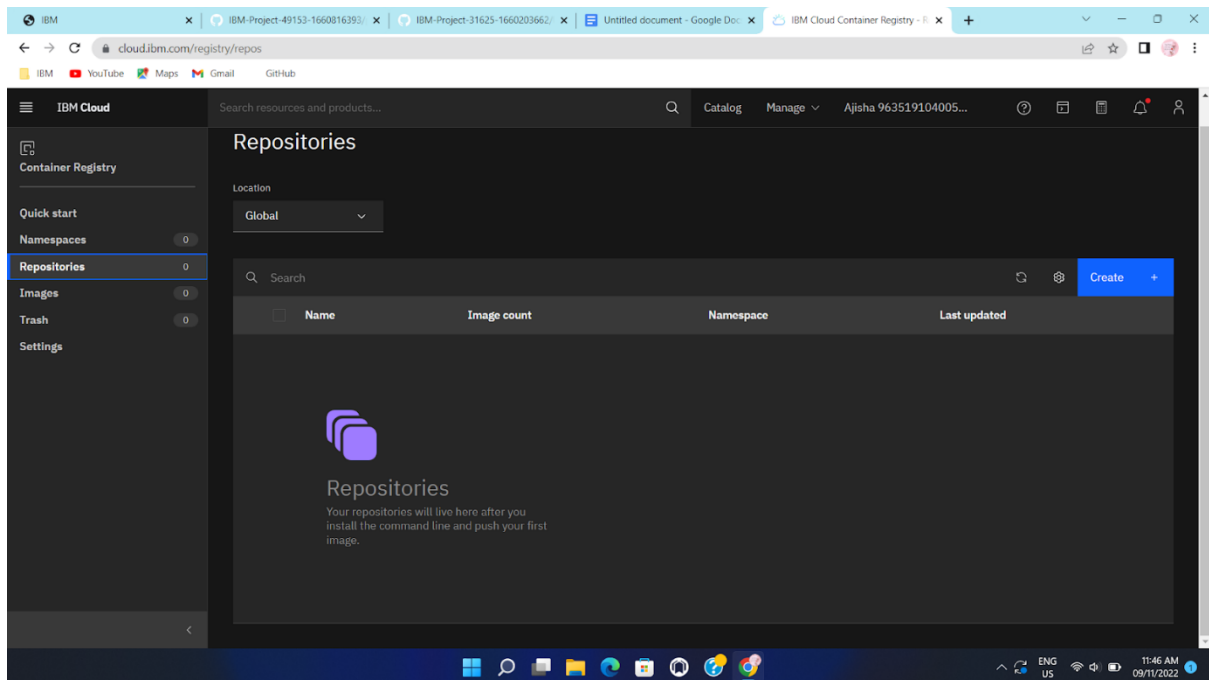 IBM
IBM-Project-49153-1660816393/
IBM-Project-31625-1660203662/
Untitled document - Google Doc
IBM Cloud Container Registry - R
cloud.ibm.com/registry/repos
IBM
YouTube
Maps
Gmail
GitHub
IBM Cloud
Search resources and products...
Catalog
Manage
Ajisha 963519104005...
Container Registry
Quick start
Namespaces 0
Repositories 0
Images 0
Trash 0
Settings
Repositories
Location
Global
Search
Create +
Name Image count Namespace Last updated
Repositories
Your repositories will live here after you
install the command line and push your first
image.
ENG
US
11:46 AM
09/11/2022
1